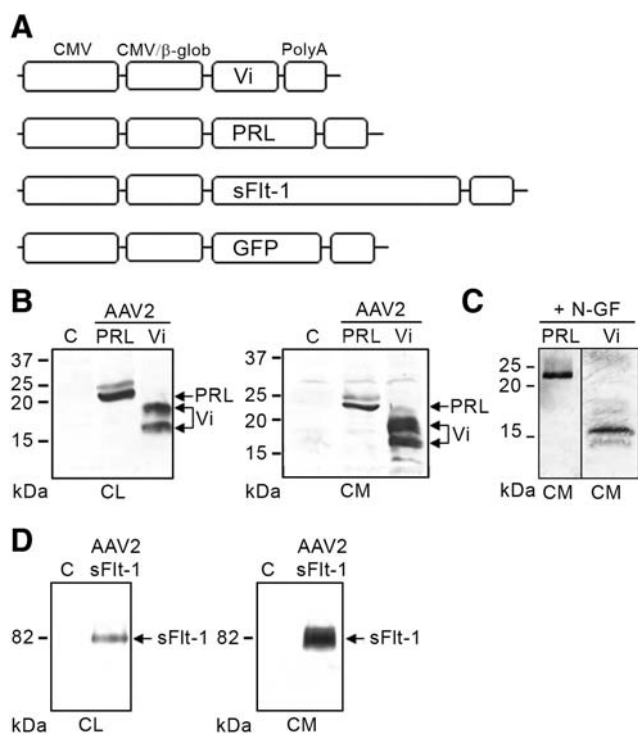 A
CMV CMV/β-glob PolyA
Vi
PRL
sFlt-1
GFP
B
AAV2
C PRL Vi
37
25
20
15
PRL
Vi
kDa CL
AAV2
C PRL Vi
37
25
20
15
PRL
Vi
kDa CM
C
+ N-GF
PRL Vi
25
20
15
kDa CM CM
D
AAV2
C sFlt-1
82
sFlt-1
kDa CL
AAV2
C sFlt-1
82
sFlt-1
kDa CM